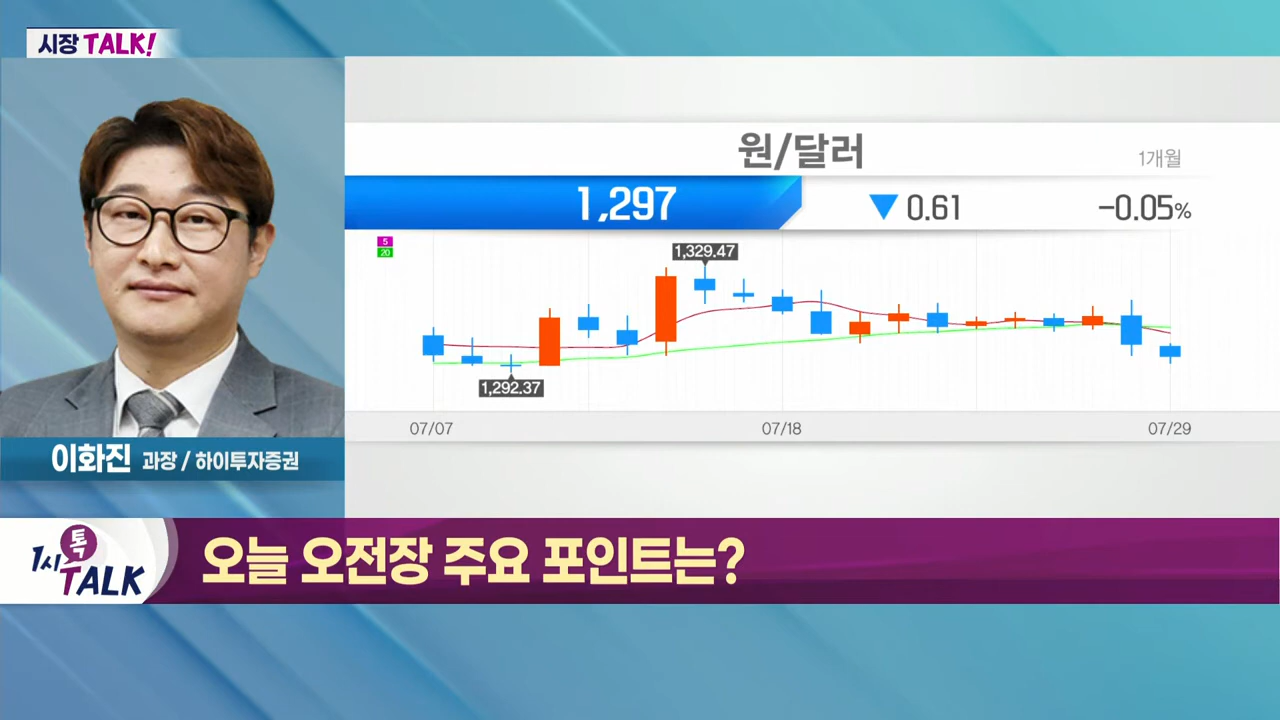 시장 TALK!
원/달러
1개월
1,297
▼ 0.61
-0.05%
5
20
1,329.47
1,292.37
07/07
07/18
07/29
이화진 과장 / 하이투자증권
1시 톡 TALK
오늘 오전장 주요 포인트는?